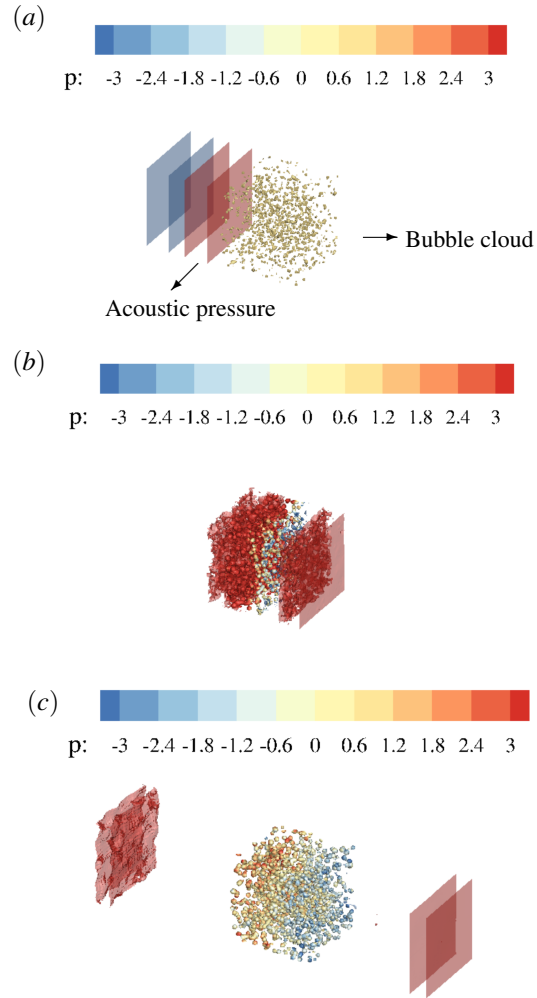 (a)
p: -3 -2.4 -1.8 -1.2 -0.6 0 0.6 1.2 1.8 2.4 3
Bubble cloud
Acoustic pressure
(b)
p: -3 -2.4 -1.8 -1.2 -0.6 0 0.6 1.2 1.8 2.4 3
(c)
p: -3 -2.4 -1.8 -1.2 -0.6 0 0.6 1.2 1.8 2.4 3